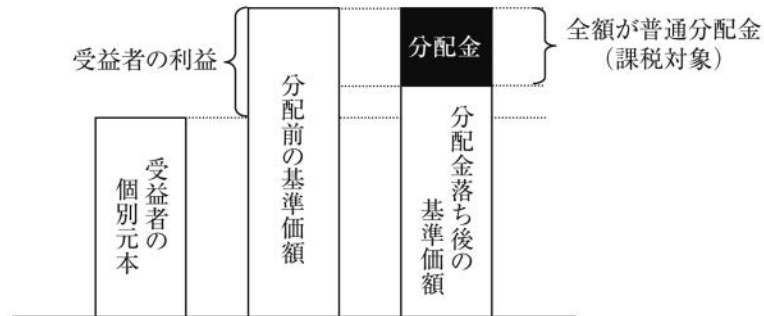 受益者の利益
分配金
全額が普通分配金
(課税対象)
受益者の
個別元本
分配前の基準価額
分配金落ち後の
基準価額